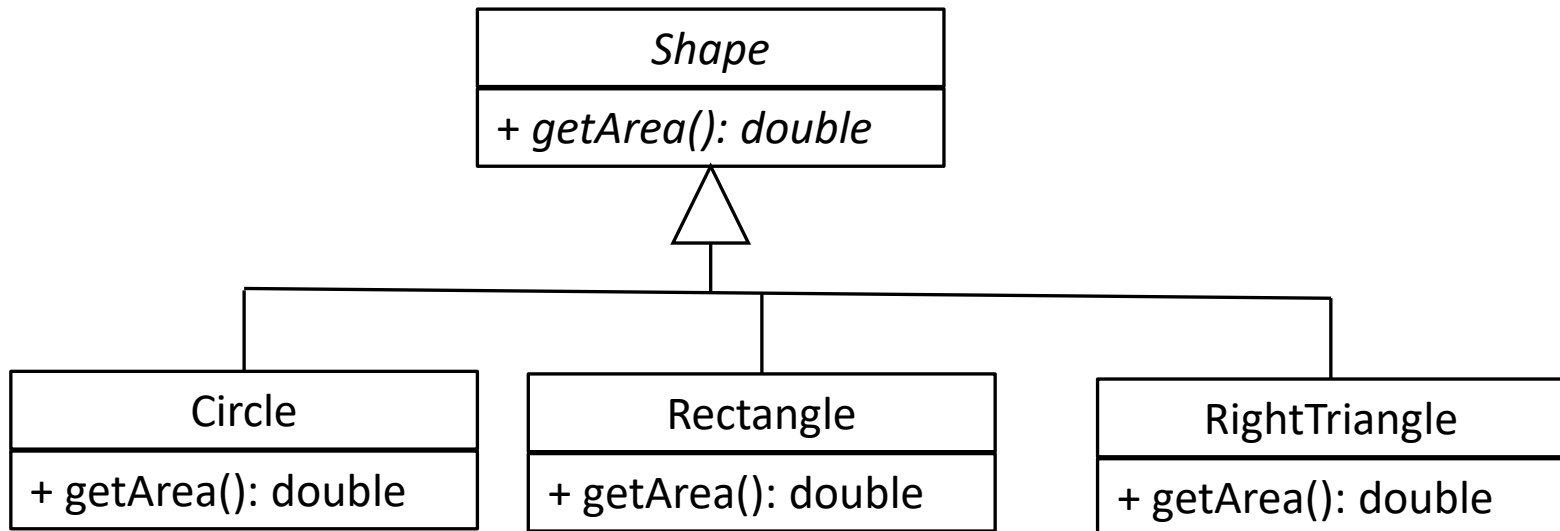 Shape
+ getArea(): double
Circle
+ getArea(): double
Rectangle
+ getArea(): double
RightTriangle
+ getArea(): double